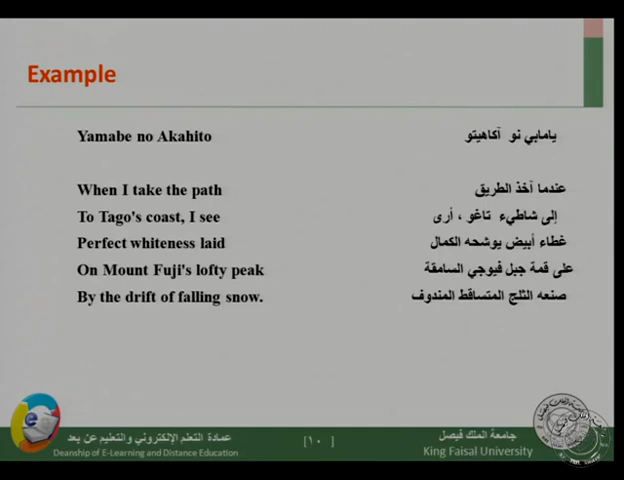 Example
Yamabe no Akahito
يامابي نو آكاهيتو
When I take the path
عندما آخذ الطريق
To Tago's coast, I see
إلى شاطيء تاغو ، أرى
Perfect whiteness laid
غطاء أبيض يوشحه الكمال
On Mount Fuji's lofty peak
على قمة جبل فيوجي السامقة
By the drift of falling snow.
صنعه الثلج المتساقط المندوف
عمادة التعلم الإلكتروني والتعليم عن بعد
Deanship of E-Learning and Distance Education
[١٠]
جامعة الملك فيصل
King Faisal University